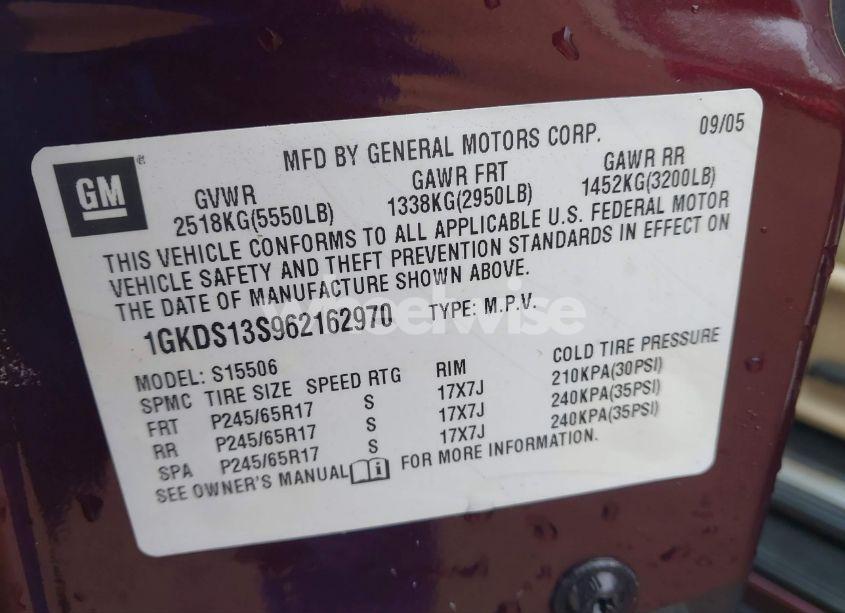 MFD BY GENERAL MOTORS CORP. 09/05
GM®
GVWR GAWR FRT GAWR RR
2518KG(5550LB) 1338KG(2950LB) 1452KG(3200LB)
THIS VEHICLE CONFORMS TO ALL APPLICABLE U.S. FEDERAL MOTOR
VEHICLE SAFETY AND THEFT PREVENTION STANDARDS IN EFFECT ON
THE DATE OF MANUFACTURE SHOWN ABOVE.
1GKDS13S962162970 TYPE: M.P.V.
wheelwise
MODEL: S15506
SPMC TIRE SIZE SPEED RTG RIM COLD TIRE PRESSURE
FRT P245/65R17 S 17X7J 210KPA(30PSI)
RR P245/65R17 S 17X7J 240KPA(35PSI)
SPA P245/65R17 S 17X7J 240KPA(35PSI)
SEE OWNER'S MANUAL FOR MORE INFORMATION.